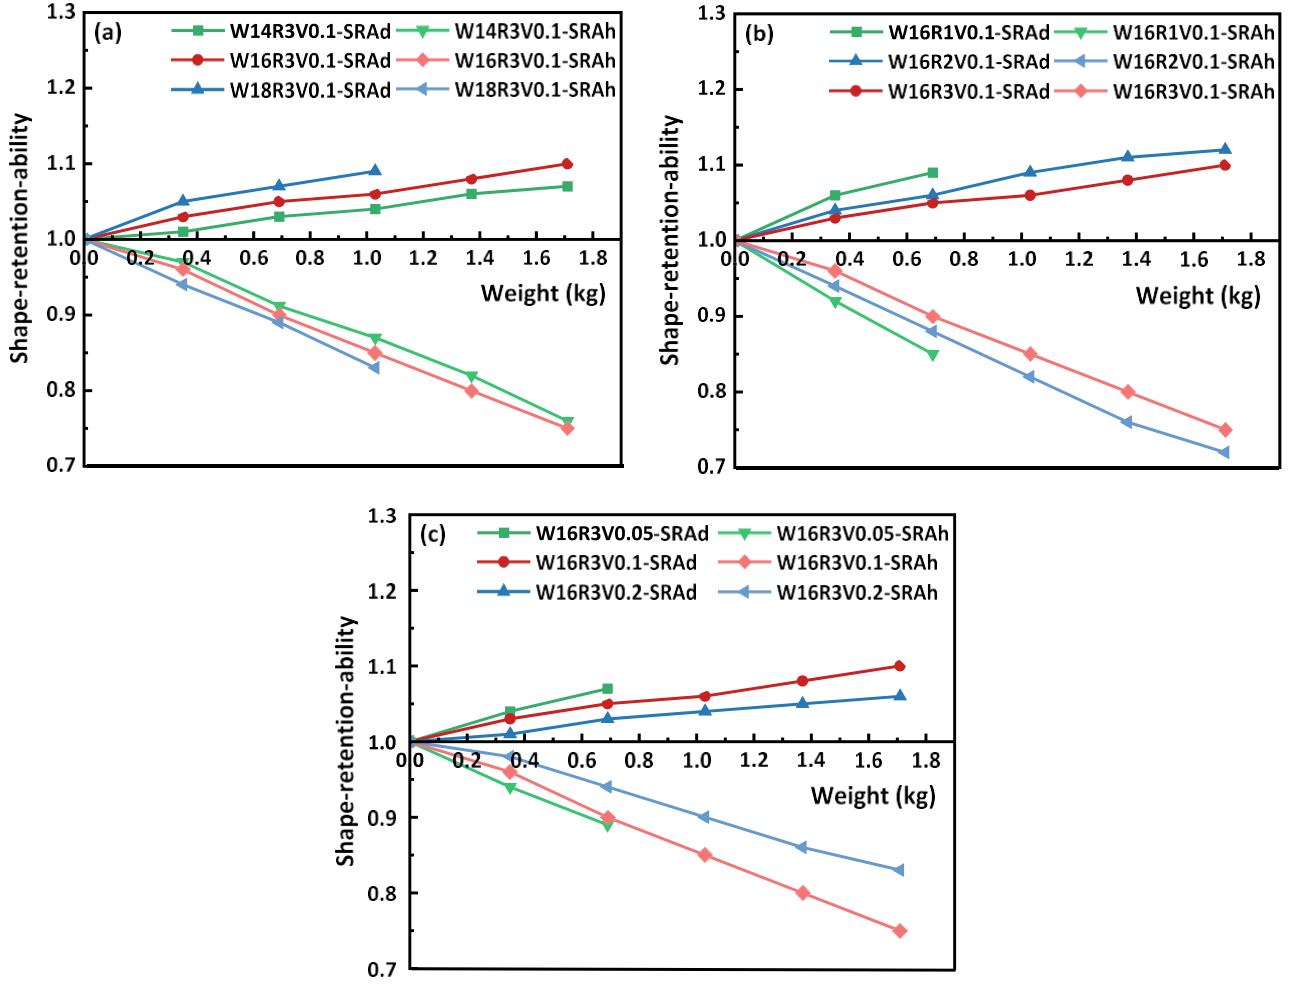 (a)
W14R3V0.1-SRAd W14R3V0.1-SRAh
W16R3V0.1-SRAd W16R3V0.1-SRAh
W18R3V0.1-SRAd W18R3V0.1-SRAh
1.3
1.2
1.1
1.0
0.9
0.8
0.7
Shape-retention-ability
0.0 0.2 0.4 0.6 0.8 1.0 1.2 1.4 1.6 1.8
Weight (kg)
(b)
W16R1V0.1-SRAd W16R1V0.1-SRAh
W16R2V0.1-SRAd W16R2V0.1-SRAh
W16R3V0.1-SRAd W16R3V0.1-SRAh
1.3
1.2
1.1
1.0
0.9
0.8
0.7
Shape-retention-ability
0.0 0.2 0.4 0.6 0.8 1.0 1.2 1.4 1.6 1.8
Weight (kg)
(c)
W16R3V0.05-SRAd W16R3V0.05-SRAh
W16R3V0.1-SRAd W16R3V0.1-SRAh
W16R3V0.2-SRAd W16R3V0.2-SRAh
1.3
1.2
1.1
1.0
0.9
0.8
0.7
Shape-retention-ability
0.0 0.2 0.4 0.6 0.8 1.0 1.2 1.4 1.6 1.8
Weight (kg)